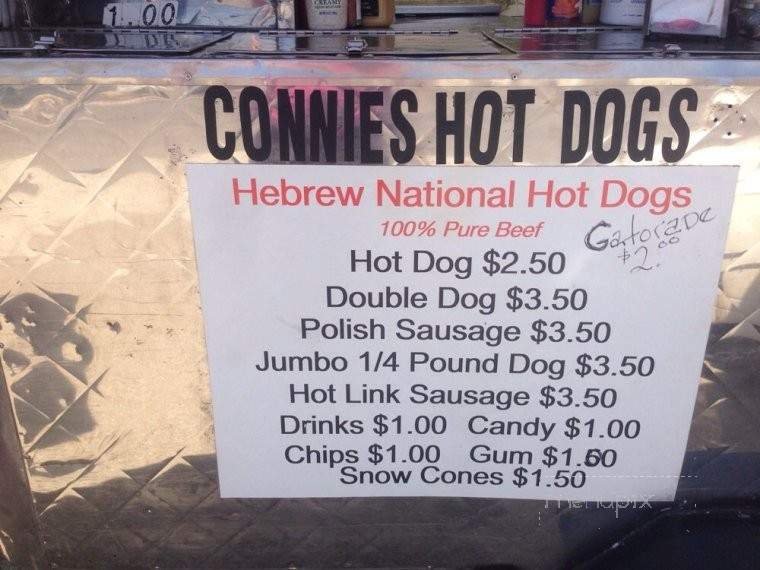 1.00
CREAMY
CONNIES HOT DOGS
Hebrew National Hot Dogs
100% Pure Beef
Gatorade
$2.00
Hot Dog $2.50
Double Dog $3.50
Polish Sausage $3.50
Jumbo 1/4 Pound Dog $3.50
Hot Link Sausage $3.50
Drinks $1.00 Candy $1.00
Chips $1.00 Gum $1.50
Snow Cones $1.50
menupix